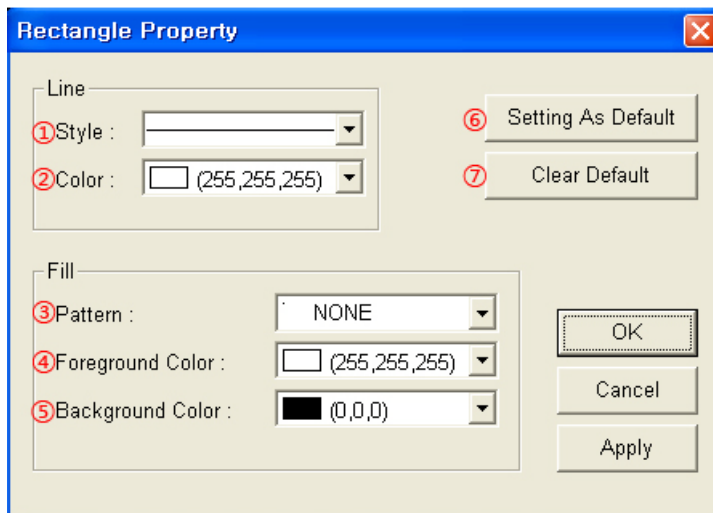 Rectangle Property
Line
①Style :
②Color : (255,255,255)
⑥ Setting As Default
⑦ Clear Default
Fill
③Pattern : NONE
④Foreground Color : (255,255,255)
⑤Background Color : (0,0,0)
OK
Cancel
Apply